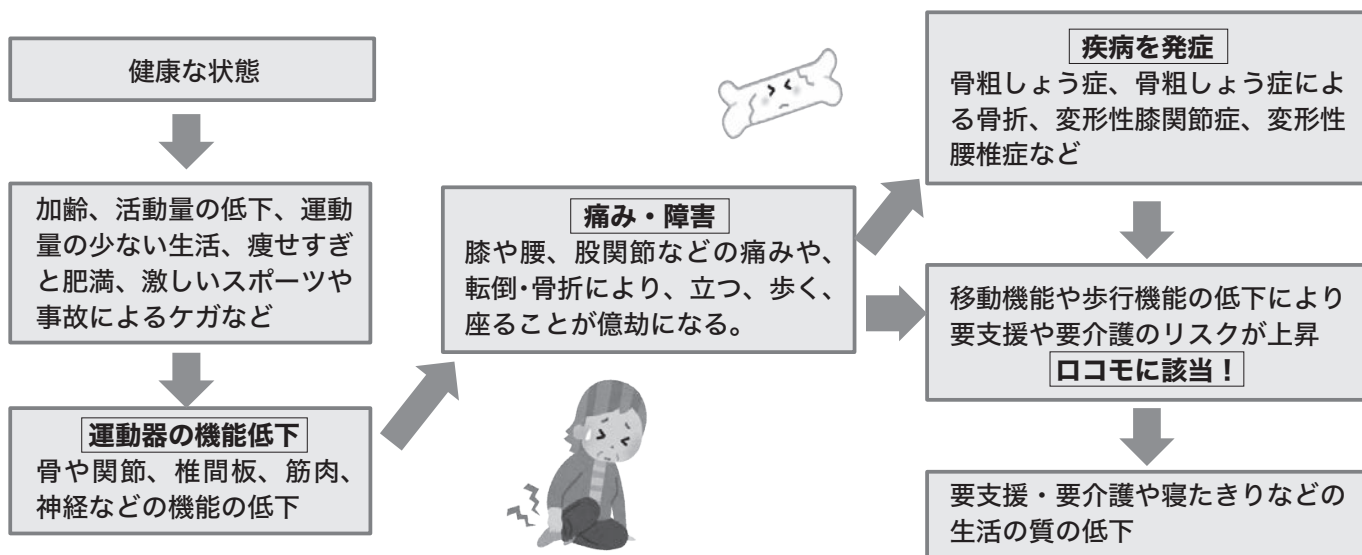 健康な状態
加齢、活動量の低下、運動
量の少ない生活、痩せすぎ
と肥満、激しいスポーツや
事故によるケガなど
運動器の機能低下
骨や関節、椎間板、筋肉、
神経などの機能の低下
痛み・障害
膝や腰、股関節などの痛みや、
転倒･骨折により、立つ、歩く、
座ることが億劫になる。
疾病を発症
骨粗しょう症、骨粗しょう症によ
る骨折、変形性膝関節症、変形性
腰椎症など
移動機能や歩行機能の低下により
要支援や要介護のリスクが上昇
ロコモに該当！
要支援・要介護や寝たきりなどの
生活の質の低下